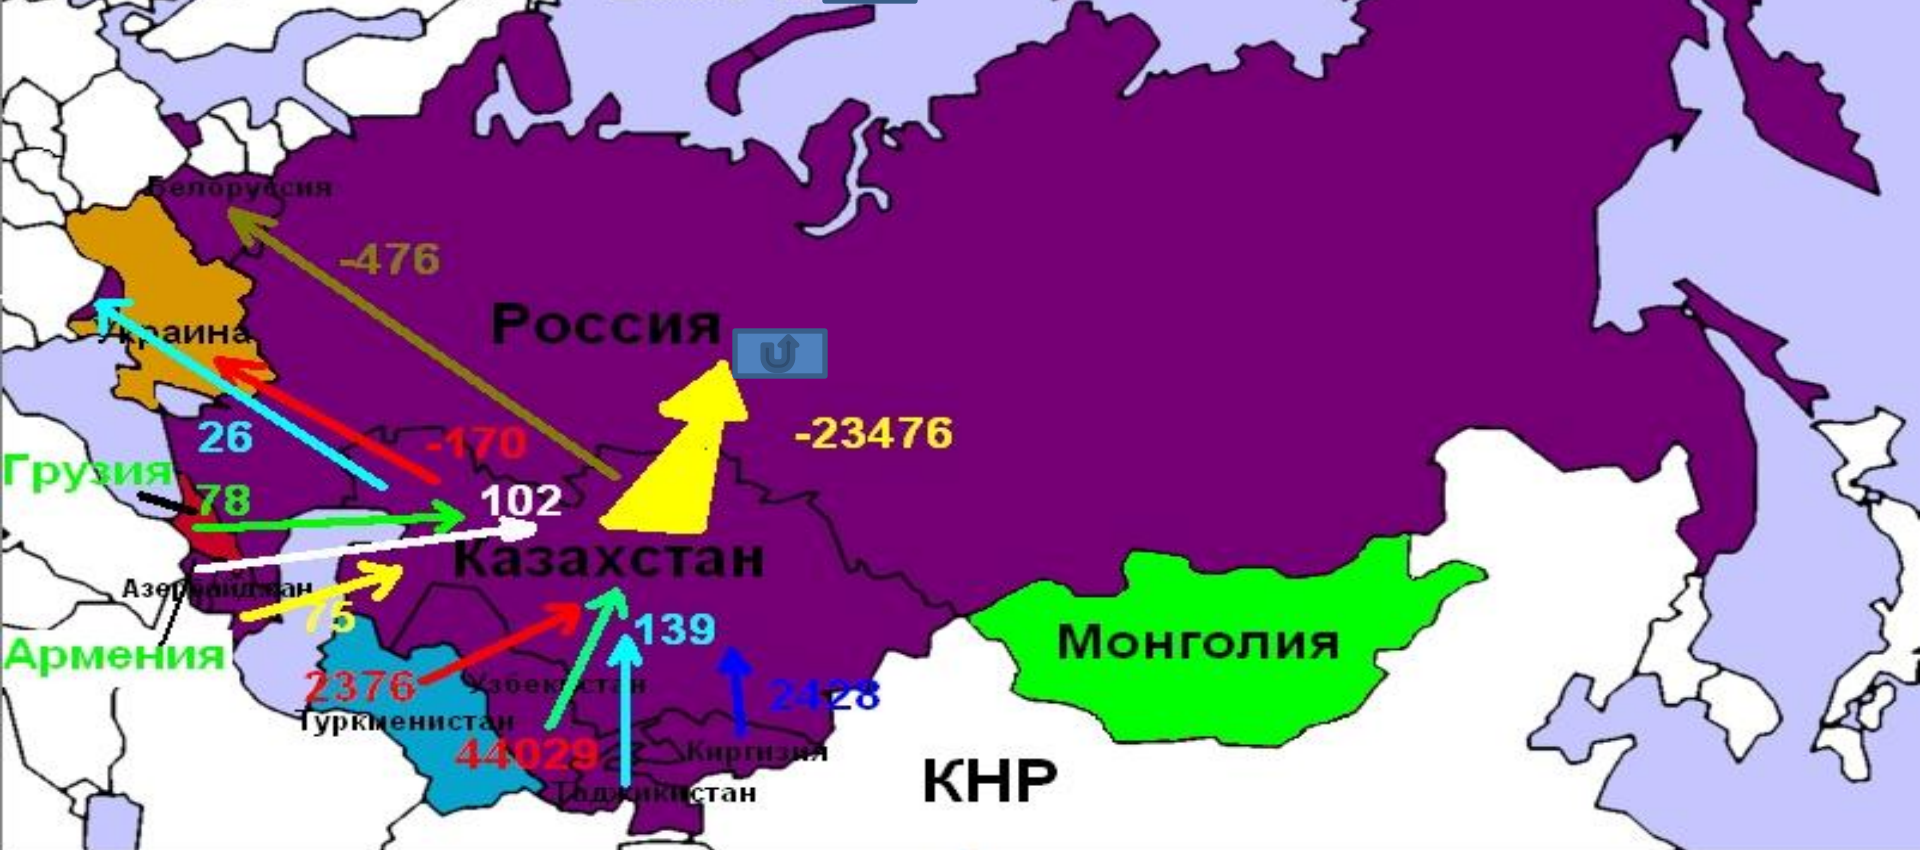 Белоруссия
-476
Россия
Украина
-23476
26
-170
Грузия
78
102
Казахстан
Азербайджан
75
139
Армения
Монголия
2376
Узбекистан
2428
Туркменистан
44029
Киргизия
КНР
Таджикистан